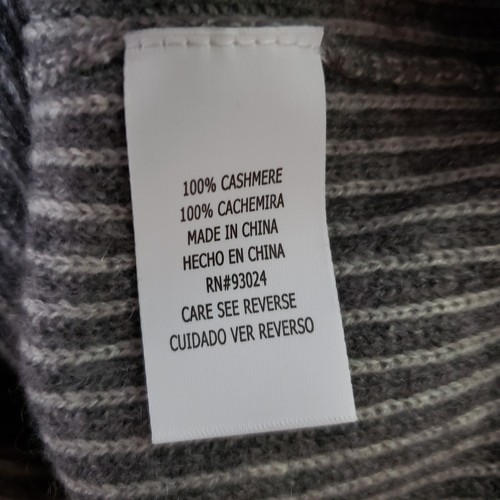 100% CASHMERE
100% CACHEMIRA
MADE IN CHINA
HECHO EN CHINA
RN#93024
CARE SEE REVERSE
CUIDADO VER REVERSO